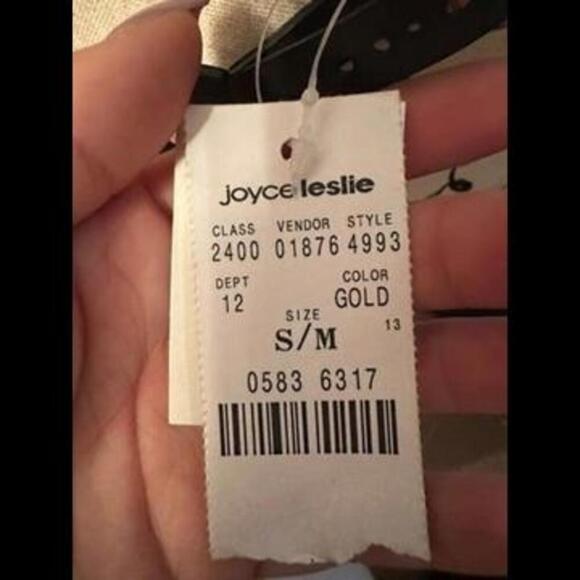 joyce leslie
CLASS VENDOR STYLE
2400 01876 4993
DEPT COLOR
12 GOLD
SIZE 13
S/M
0583 6317